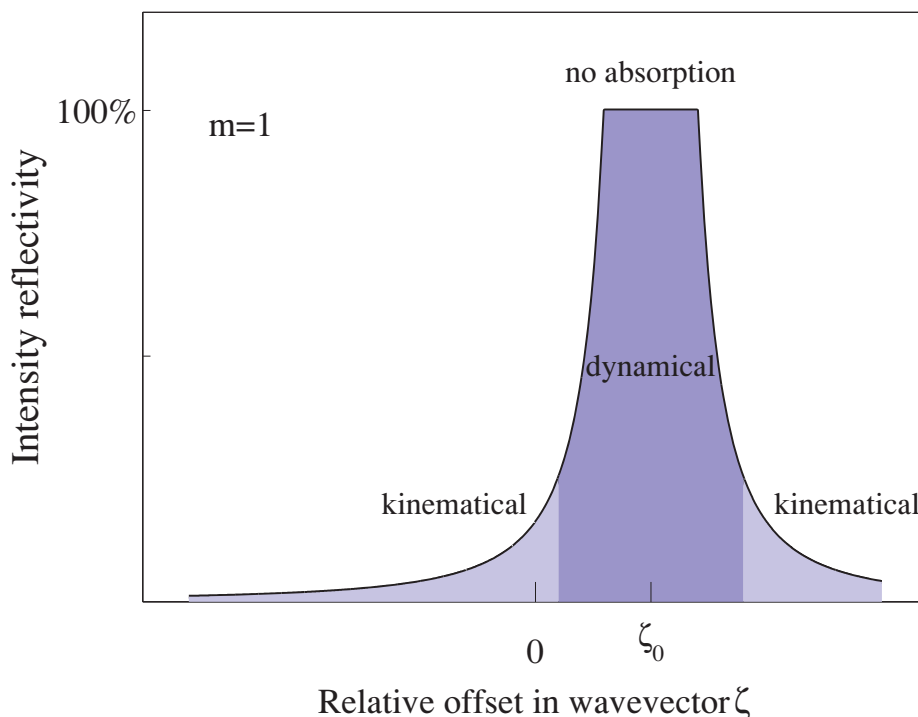 no absorption
100%
m=1
Intensity reflectivity
dynamical
kinematical
kinematical
0
ζ0
Relative offset in wavevector ζ